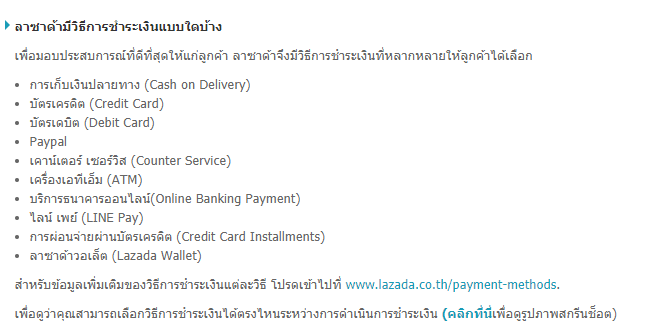 ลาซาด้ามีวิธีการชำระเงินแบบใดบ้าง
เพื่อมอบประสบการณ์ที่ดีที่สุดให้แก่ลูกค้า ลาซาด้าจึงมีวิธีการชำระเงินที่หลากหลายให้ลูกค้าได้เลือก
การเก็บเงินปลายทาง (Cash on Delivery)
บัตรเครดิต (Credit Card)
บัตรเดบิต (Debit Card)
Paypal
เคาน์เตอร์ เซอร์วิส (Counter Service)
เครื่องเอทีเอ็ม (ATM)
บริการธนาคารออนไลน์(Online Banking Payment)
ไลน์ เพย์ (LINE Pay)
การผ่อนจ่ายผ่านบัตรเครดิต (Credit Card Installments)
ลาซาด้าวอเล็ต (Lazada Wallet)
สำหรับข้อมูลเพิ่มเติมของวิธีการชำระเงินแต่ละวิธี โปรดเข้าไปที่ www.lazada.co.th/payment-methods.
เพื่อดูว่าคุณสามารถเลือกวิธีการชำระเงินได้ตรงไหนระหว่างการดำเนินการชำระเงิน (คลิกที่นี่เพื่อดูรูปภาพสกรีนช็อต)